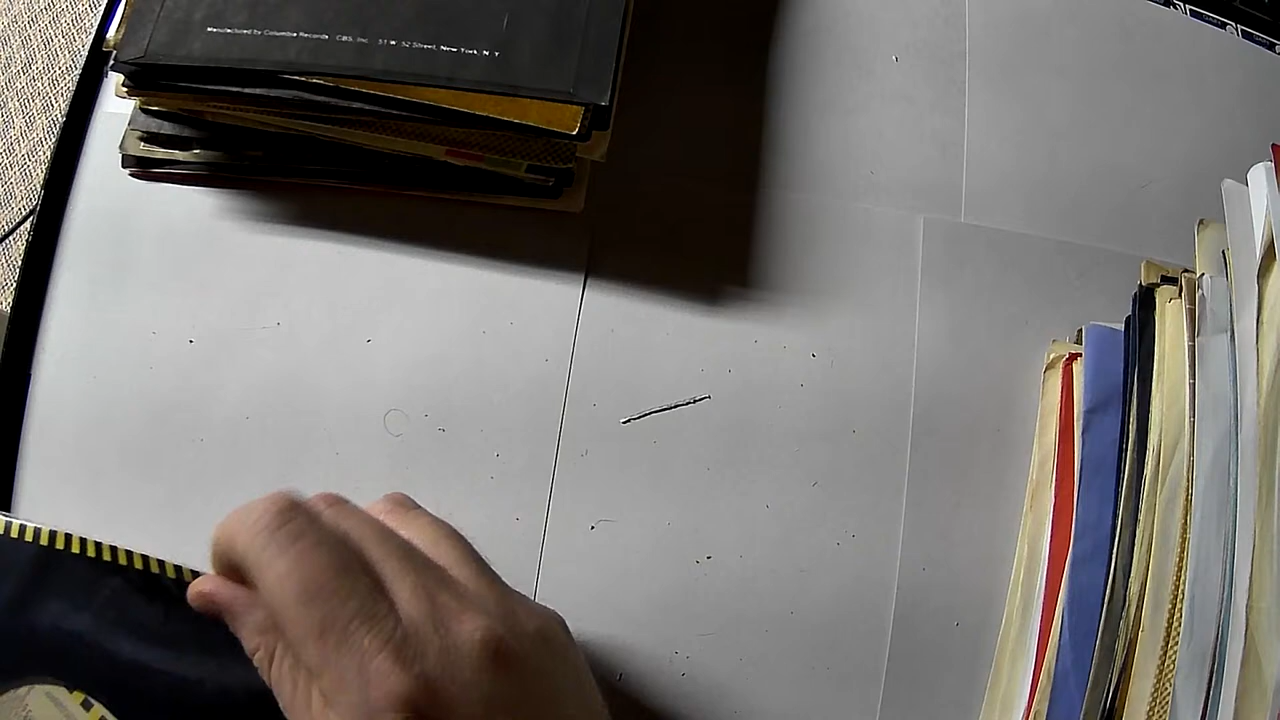 Manufactured by Columbia Records CBS, Inc. 51 W. 52 Street, New York, N. Y